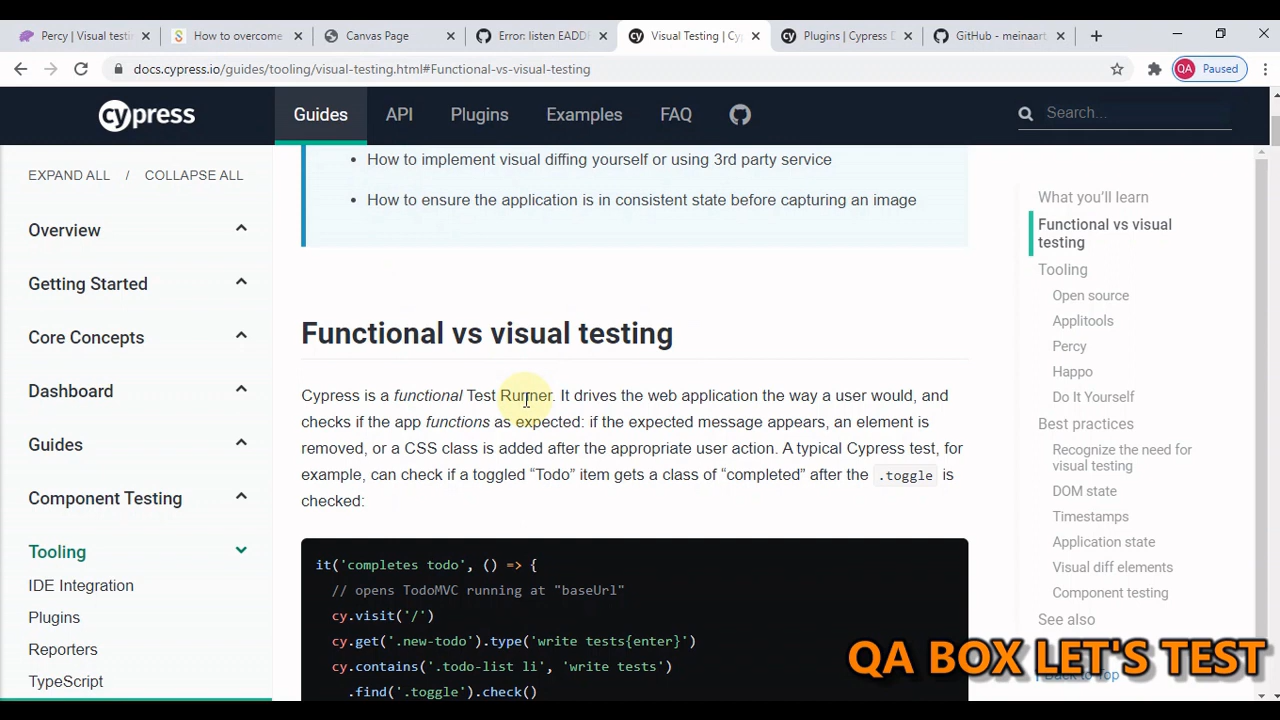 Percy | Visual testi
How to overcome
Canvas Page
Error: listen EADDR
Visual Testing | Cy
Plugins | Cypress D
GitHub - meinaart
docs.cypress.io/guides/tooling/visual-testing.html#Functional-vs-visual-testing
QA
Paused
cypress
Guides
API
Plugins
Examples
FAQ
Search...
EXPAND ALL / COLLAPSE ALL
Overview
Getting Started
Core Concepts
Dashboard
Guides
Component Testing
Tooling
IDE Integration
Plugins
Reporters
TypeScript
• How to implement visual diffing yourself or using 3rd party service
• How to ensure the application is in consistent state before capturing an image
Functional vs visual testing
Cypress is a functional Test Runner. It drives the web application the way a user would, and
checks if the app functions as expected: if the expected message appears, an element is
removed, or a CSS class is added after the appropriate user action. A typical Cypress test, for
example, can check if a toggled “Todo” item gets a class of “completed” after the .toggle is
checked:
it('completes todo', () => {
// opens TodoMVC running at "baseUrl"
cy.visit('/')
cy.get('.new-todo').type('write tests{enter}')
cy.contains('.todo-list li', 'write tests')
.find('.toggle').check()
What you’ll learn
Functional vs visual
testing
Tooling
Open source
Applitools
Percy
Happo
Do It Yourself
Best practices
Recognize the need for
visual testing
DOM state
Timestamps
Application state
Visual diff elements
Component testing
See also
Back to Top
QA BOX LET'S TEST